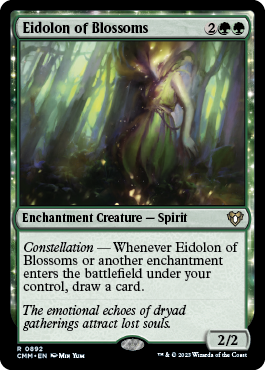 Eidolon of Blossoms 2
Enchantment Creature — Spirit
Constellation — Whenever Eidolon of
Blossoms or another enchantment
enters the battlefield under your
control, draw a card.
The emotional echoes of dryad
gatherings attract lost souls.
2/2
R 0892
CMM • EN Min Yum
™ & © 2023 Wizards of the Coast